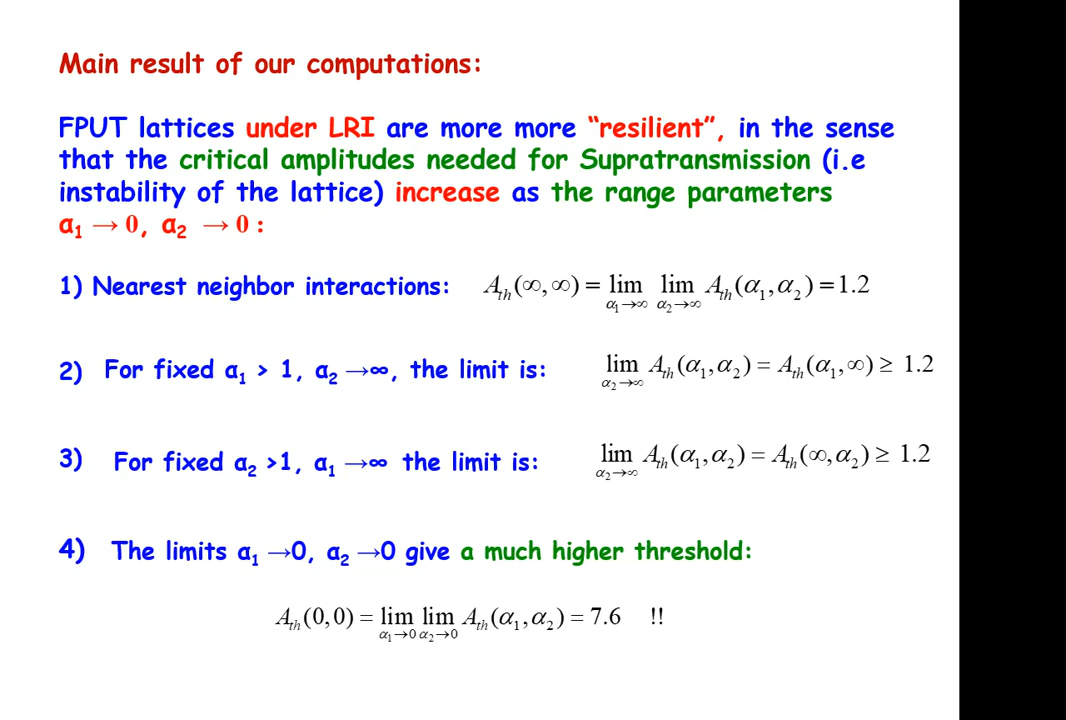 Main result of our computations:
FPUT lattices under LRI are more more “resilient”, in the sense
that the critical amplitudes needed for Supratransmission (i.e
instability of the lattice) increase as the range parameters
α₁ → 0, α₂ → 0 :
1) Nearest neighbor interactions: A_th(∞,∞) = lim_{α₁→∞} lim_{α₂→∞} A_th(α₁,α₂) = 1.2
2) For fixed α₁ > 1, α₂ →∞, the limit is: lim_{α₂→∞} A_th(α₁,α₂) = A_th(α₁,∞) ≥ 1.2
3) For fixed α₂ >1, α₁ →∞ the limit is: lim_{α₂→∞} A_th(α₁,α₂) = A_th(∞,α₂) ≥ 1.2
4) The limits α₁ →0, α₂ →0 give a much higher threshold:
A_th(0,0) = lim_{α₁→0} lim_{α₂→0} A_th(α₁,α₂) = 7.6 !!